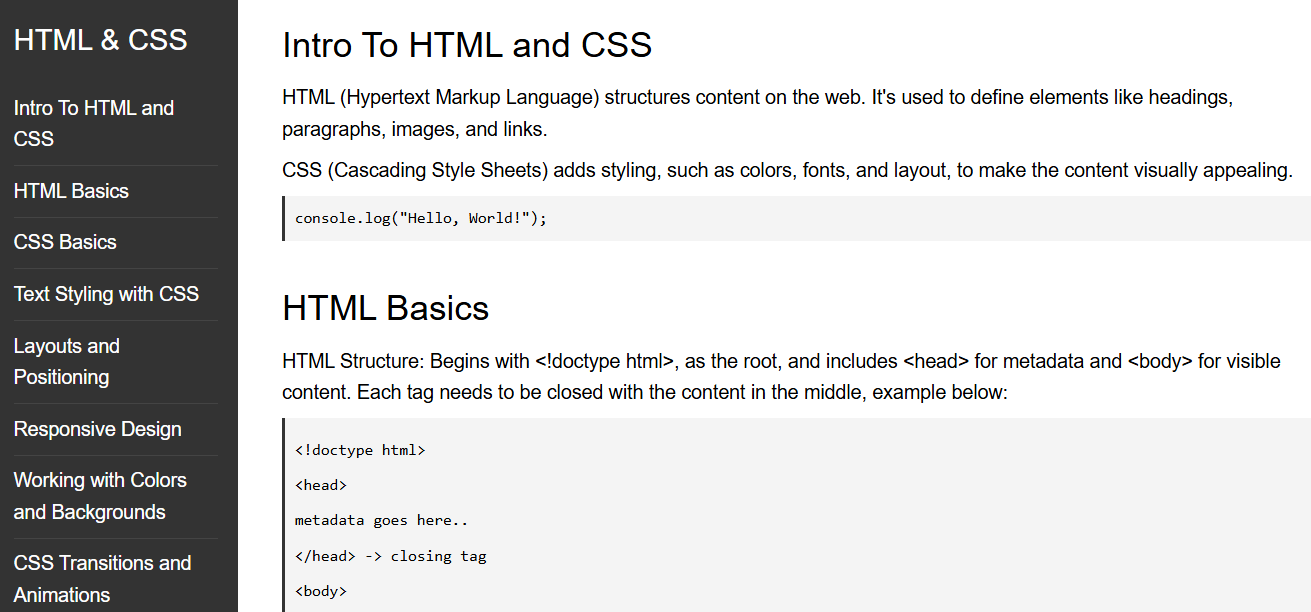 HTML & CSS
Intro To HTML and
CSS
HTML Basics
CSS Basics
Text Styling with CSS
Layouts and
Positioning
Responsive Design
Working with Colors
and Backgrounds
CSS Transitions and
Animations
Intro To HTML and CSS
HTML (Hypertext Markup Language) structures content on the web. It's used to define elements like headings,
paragraphs, images, and links.
CSS (Cascading Style Sheets) adds styling, such as colors, fonts, and layout, to make the content visually appealing.
console.log("Hello, World!");
HTML Basics
HTML Structure: Begins with <!doctype html>, as the root, and includes <head> for metadata and <body> for visible
content. Each tag needs to be closed with the content in the middle, example below:
<!doctype html>
<head>
metadata goes here..
</head> -> closing tag
<body>